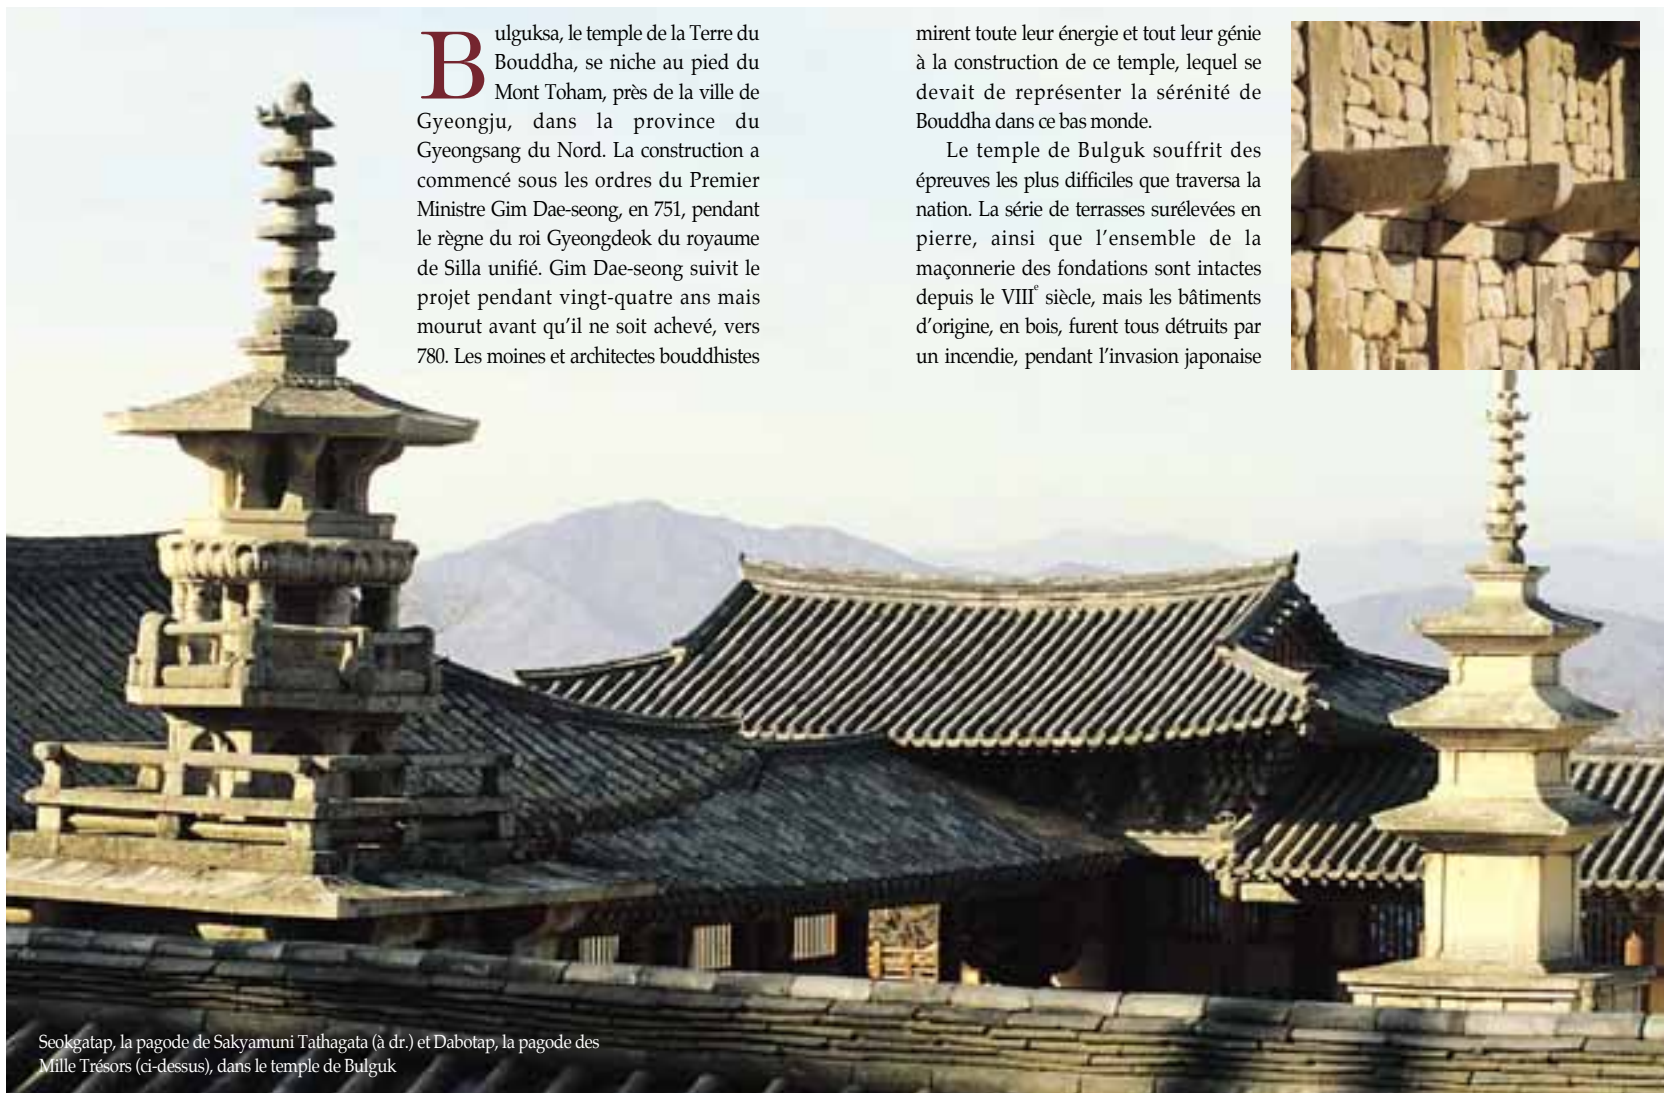 Bulguksa, le temple de la Terre du
Bouddha, se niche au pied du
Mont Toham, près de la ville de
Gyeongju, dans la province du
Gyeongsang du Nord. La construction a
commencé sous les ordres du Premier
Ministre Gim Dae-seong, en 751, pendant
le règne du roi Gyeongdeok du royaume
de Silla unifié. Gim Dae-seong suivit le
projet pendant vingt-quatre ans mais
mourut avant qu’il ne soit achevé, vers
780. Les moines et architectes bouddhistes
mirent toute leur énergie et tout leur génie
à la construction de ce temple, lequel se
devait de représenter la sérénité de
Bouddha dans ce bas monde.
Le temple de Bulguk souffrit des
épreuves les plus difficiles que traversa la
nation. La série de terrasses surélevées en
pierre, ainsi que l’ensemble de la
maçonnerie des fondations sont intactes
depuis le VIIIe siècle, mais les bâtiments
d’origine, en bois, furent tous détruits par
un incendie, pendant l’invasion japonaise
Seokgatap, la pagode de Sakyamuni Tathagata (à dr.) et Dabotap, la pagode des
Mille Trésors (ci-dessus), dans le temple de Bulguk